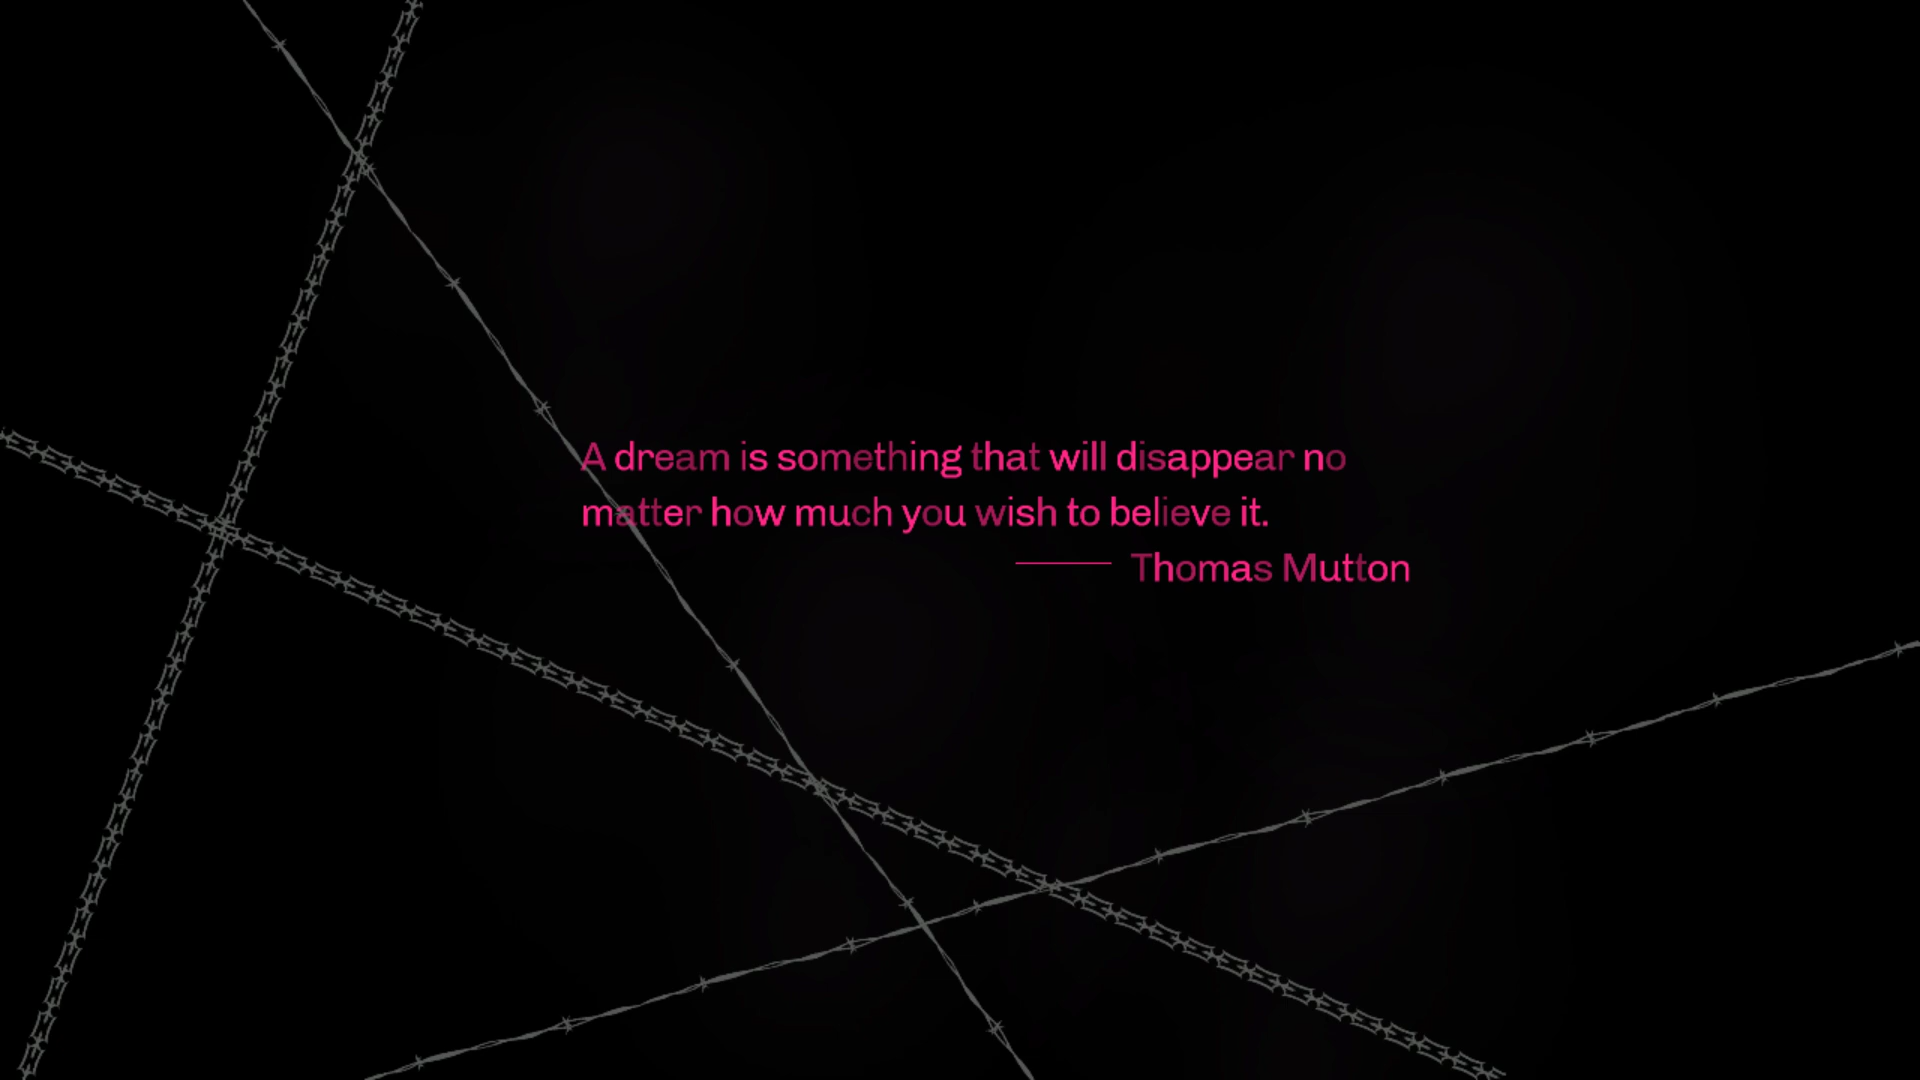 A dream is something that will disappear no
matter how much you wish to believe it.
Thomas Mutton